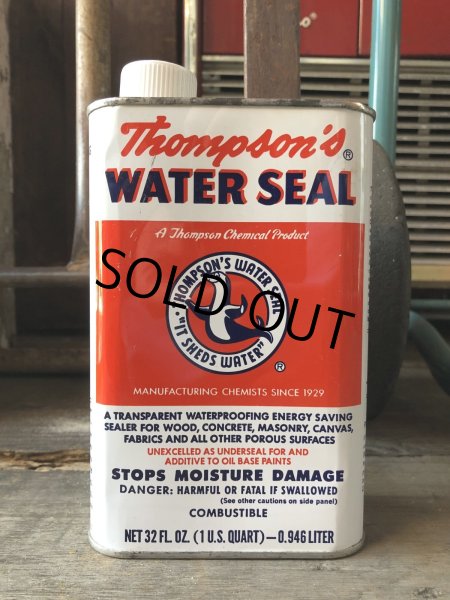 Thompson's®
WATER SEAL
A Thompson Chemical Product
THOMPSON'S WATER SEAL
"IT SHEDS WATER"
®
SOLD OUT
MANUFACTURING CHEMISTS SINCE 1929
A TRANSPARENT WATERPROOFING ENERGY SAVING
SEALER FOR WOOD, CONCRETE, MASONRY, CANVAS,
FABRICS AND ALL OTHER POROUS SURFACES
UNEXCELLED AS UNDERSEAL FOR AND
ADDITIVE TO OIL BASE PAINTS
STOPS MOISTURE DAMAGE
DANGER: HARMFUL OR FATAL IF SWALLOWED
(See other cautions on side panel)
COMBUSTIBLE
NET 32 FL. OZ. (1 U.S. QUART)—0.946 LITER